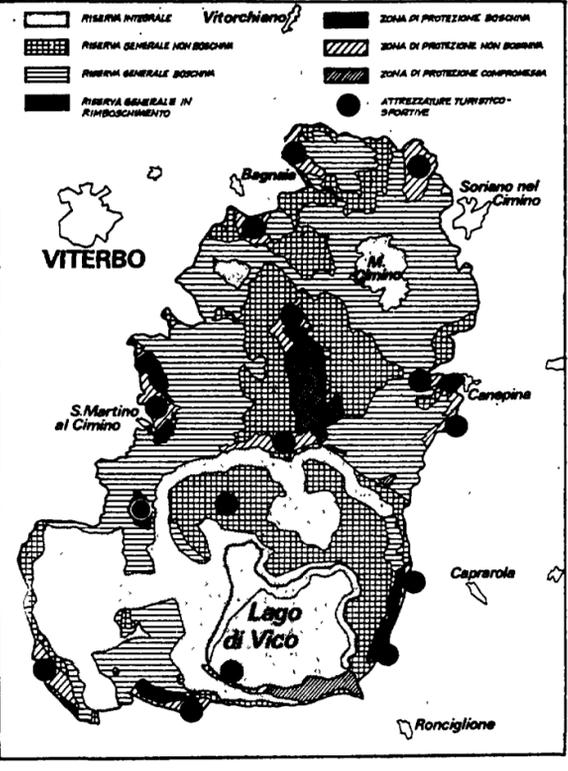 RISERVA INTEGRALE
RISERVA GENERALE NON BOSCHIVA
RISERVA GENERALE BOSCHIVA
RISERVA GENERALE IN
RIMBOSCHIMENTO
Vitorchiano
ZONA DI PROTEZIONE BOSCHIVA
ZONA DI PROTEZIONE NON BOSCHIVA
ZONA DI PROTEZIONE COMPROMESSA
ATTREZZATURE TURISTICO-
SPORTIVE
Bagnaia
Soriano nel
Cimino
VITERBO
M.
Cimino
Canepina
S.Martino
al Cimino
Caprarola
Lago
di Vico
Ronciglione